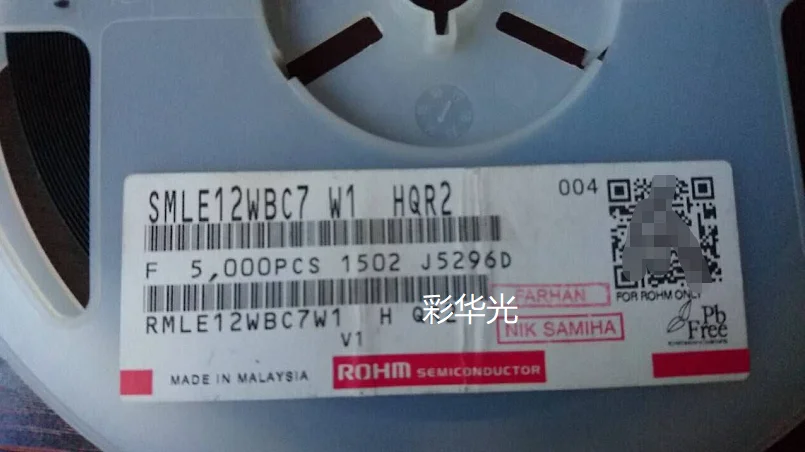 SMLE12WBC7 W1 HQR2
004
F 5,000PCS 1502 J5296D
FARHAN
FOR ROHM ONLY
RMLE12WBC7W1 H Q
彩华光
NIK SAMIHA
V1
Pb
Free
MADE IN MALAYSIA
ROHM SEMICONDUCTOR